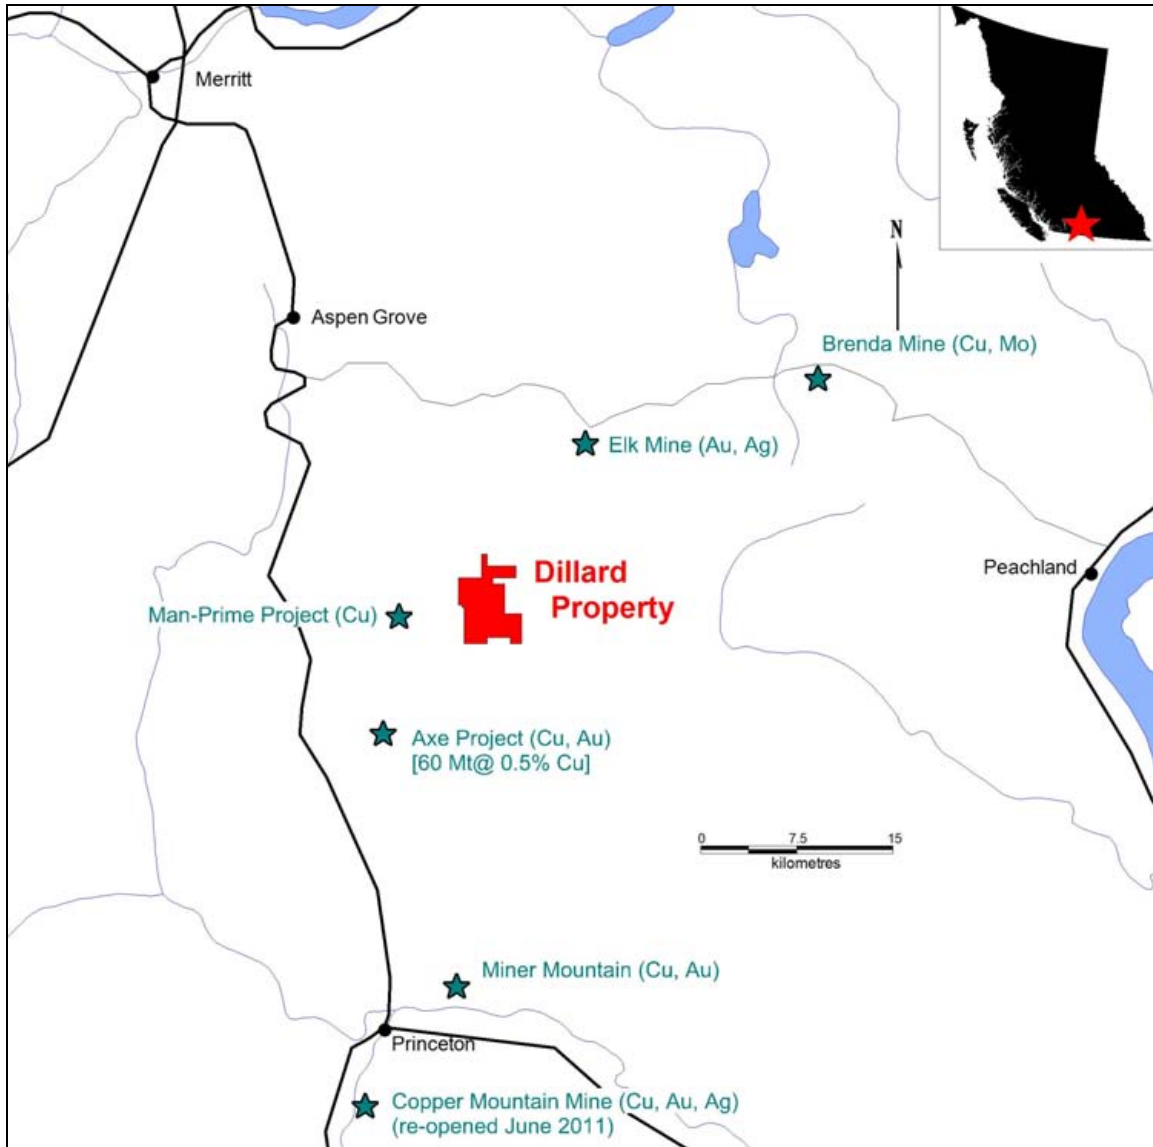 Merritt
N
Aspen Grove
Brenda Mine (Cu, Mo)
Elk Mine (Au, Ag)
Dillard
Property
Peachland
Man-Prime Project (Cu)
Axe Project (Cu, Au)
[60 Mt@ 0.5% Cu]
0 7.5 15
kilometres
Miner Mountain (Cu, Au)
Princeton
Copper Mountain Mine (Cu, Au, Ag)
(re-opened June 2011)